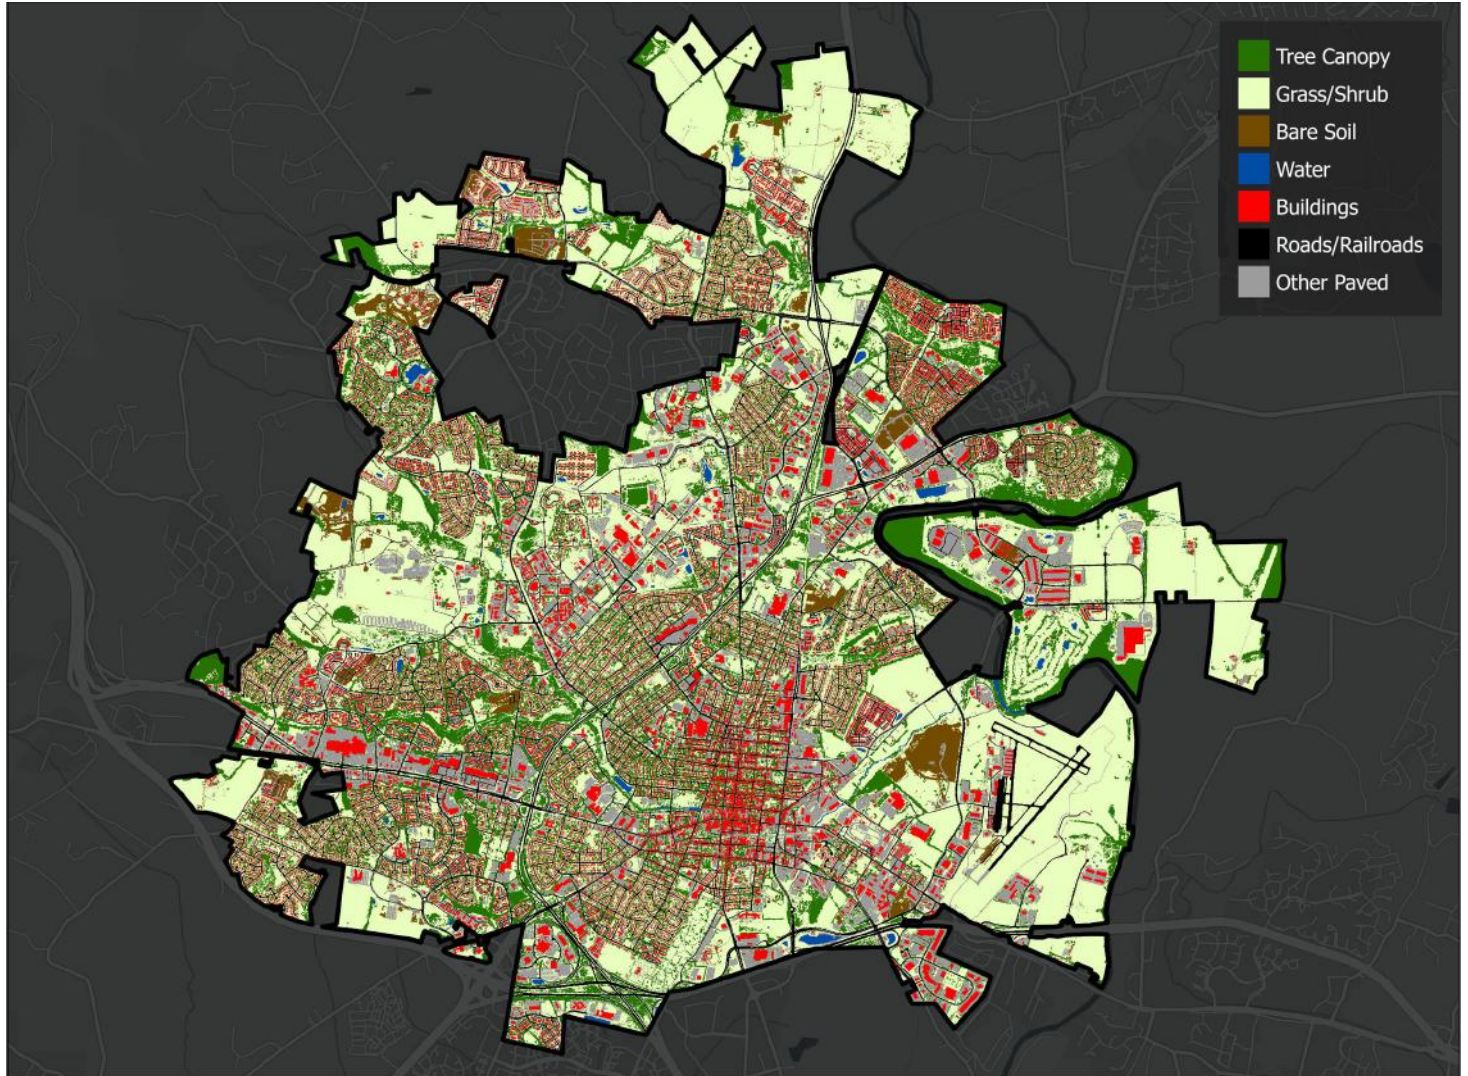 Tree Canopy
Grass/Shrub
Bare Soil
Water
Buildings
Roads/Railroads
Other Paved